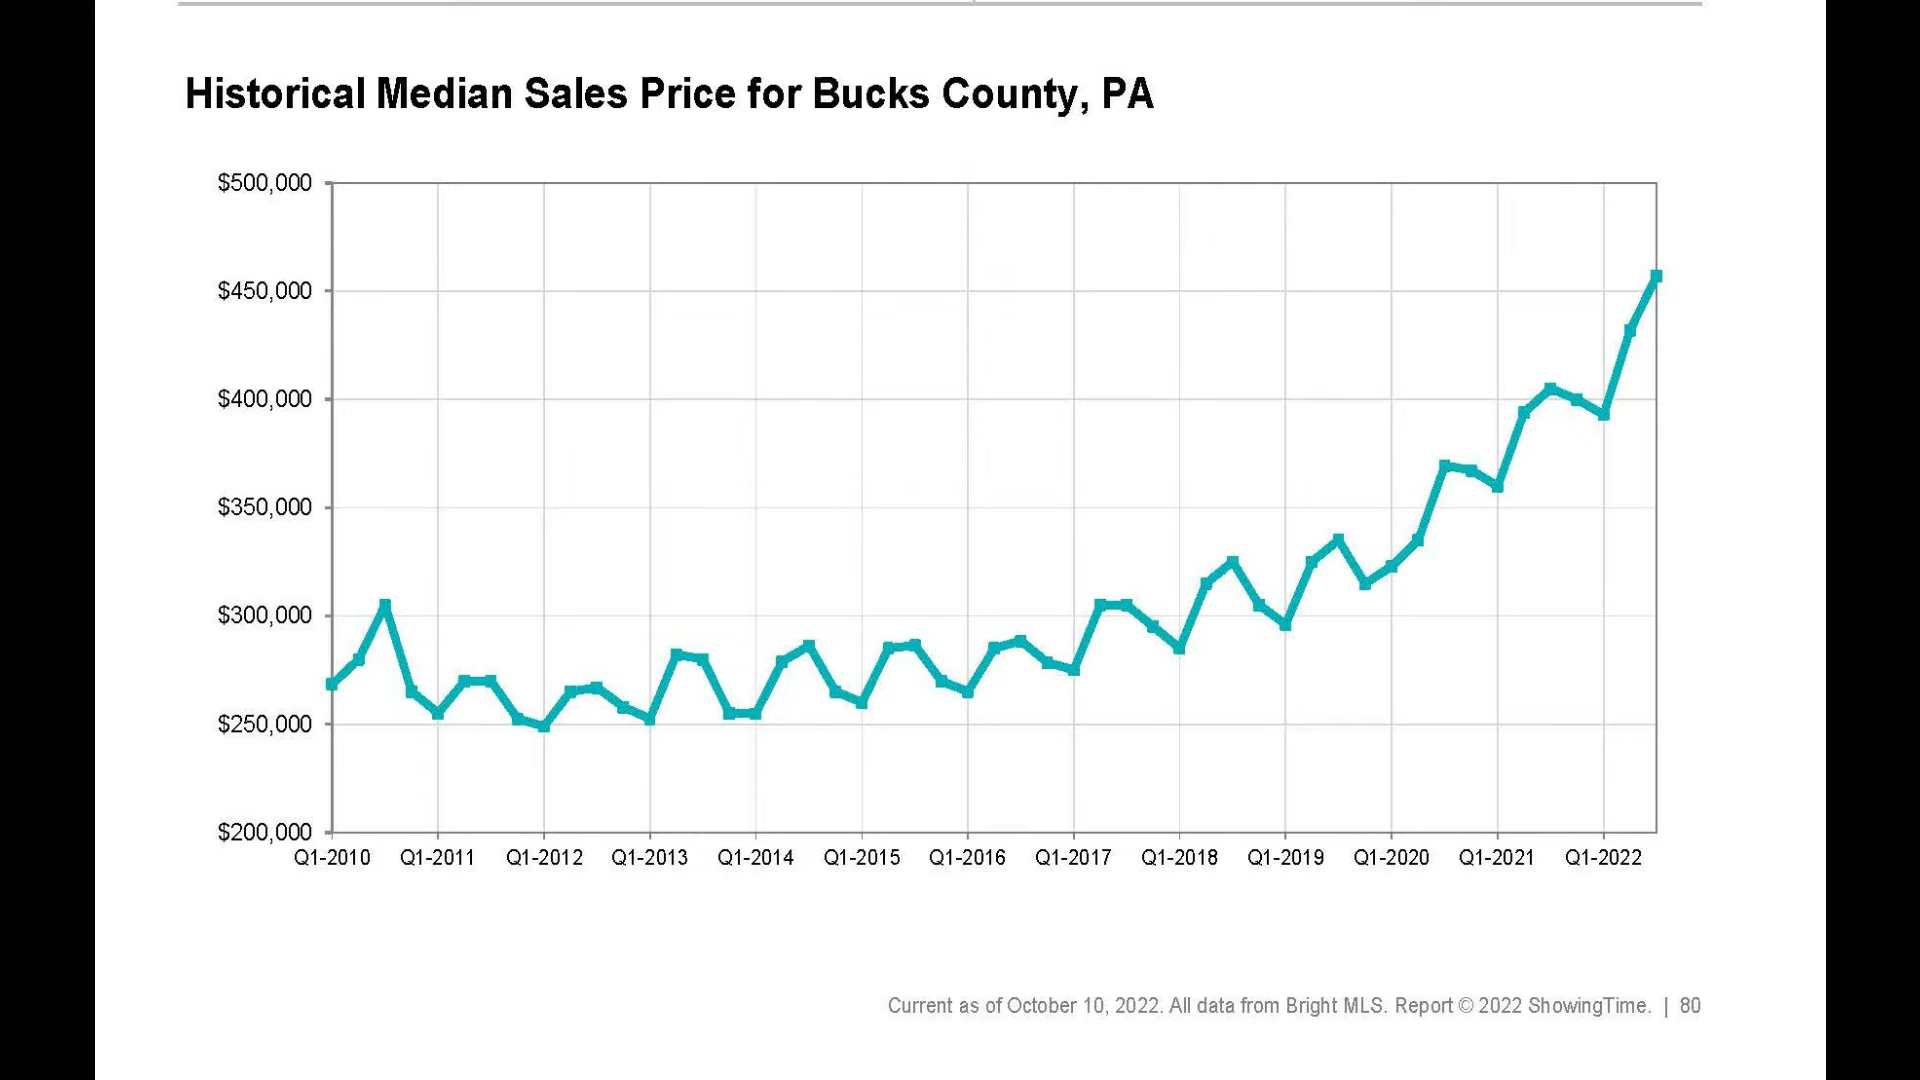 Historical Median Sales Price for Bucks County, PA
$500,000
$450,000
$400,000
$350,000
$300,000
$250,000
$200,000
Q1-2010 Q1-2011 Q1-2012 Q1-2013 Q1-2014 Q1-2015 Q1-2016 Q1-2017 Q1-2018 Q1-2019 Q1-2020 Q1-2021 Q1-2022
Current as of October 10, 2022. All data from Bright MLS. Report © 2022 ShowingTime. | 80